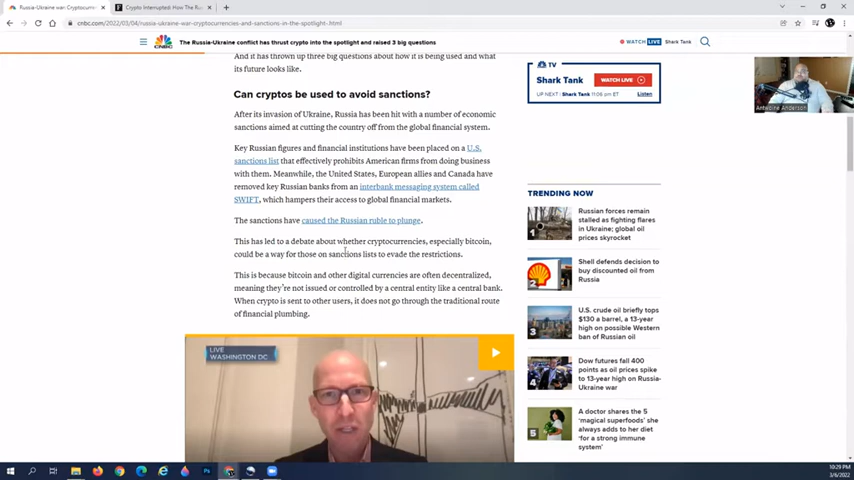 Russia-Ukraine war: Cryptocurren
Crypto Interrupted: How The Ru
cnbc.com/2022/03/04/russia-ukraine-war-cryptocurrencies-and-sanctions-in-the-spotlight-.html
CNBC
The Russia-Ukraine conflict has thrust crypto into the spotlight and raised 3 big questions
WATCH LIVE Shark Tank
And it has thrown up three big questions about how it is being used and what
its future looks like.
Can cryptos be used to avoid sanctions?
After its invasion of Ukraine, Russia has been hit with a number of economic
sanctions aimed at cutting the country off from the global financial system.
Key Russian figures and financial institutions have been placed on a U.S.
sanctions list that effectively prohibits American firms from doing business
with them. Meanwhile, the United States, European allies and Canada have
removed key Russian banks from an interbank messaging system called
SWIFT, which hampers their access to global financial markets.
The sanctions have caused the Russian ruble to plunge.
This has led to a debate about whether cryptocurrencies, especially bitcoin,
could be a way for those on sanctions lists to evade the restrictions.
This is because bitcoin and other digital currencies are often decentralized,
meaning they're not issued or controlled by a central entity like a central bank.
When crypto is sent to other users, it does not go through the traditional route
of financial plumbing.
LIVE
WASHINGTON DC
TV
Shark Tank
WATCH LIVE
UP NEXT | Shark Tank 11:06 pm ET
Listen
Antwoine Anderson
TRENDING NOW
1
Russian forces remain
stalled as fighting flares
in Ukraine; global oil
prices skyrocket
2
Shell defends decision to
buy discounted oil from
Russia
3
U.S. crude oil briefly tops
$130 a barrel, a 13-year
high on possible Western
ban of Russian oil
4
Dow futures fall 400
points as oil prices spike
to 13-year high on Russia-
Ukraine war
5
A doctor shares the 5
'magical superfoods' she
always adds to her diet
'for a strong immune
system'
Ps
10:29 PM
3/6/2022